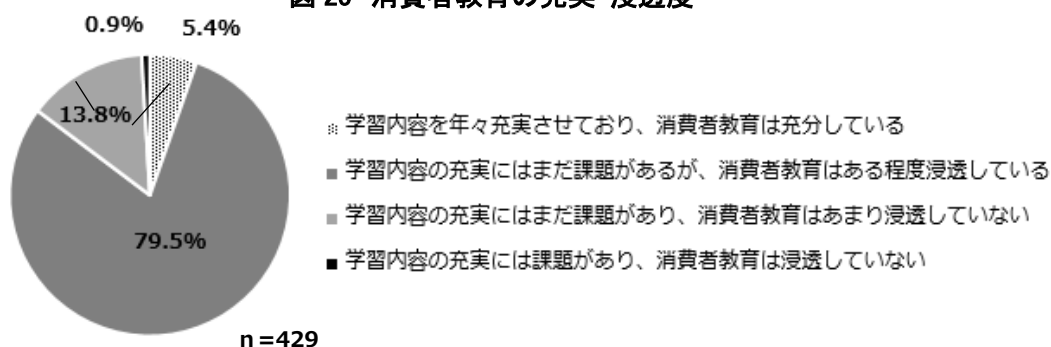 図 20 消費者教育の充実・浸透度
0.9%
5.4%
13.8%
79.5%
n=429
学習内容を年々充実させており、消費者教育は充分している
学習内容の充実にはまだ課題があるが、消費者教育はある程度浸透している
学習内容の充実にはまだ課題があり、消費者教育はあまり浸透していない
学習内容の充実には課題があり、消費者教育は浸透していない